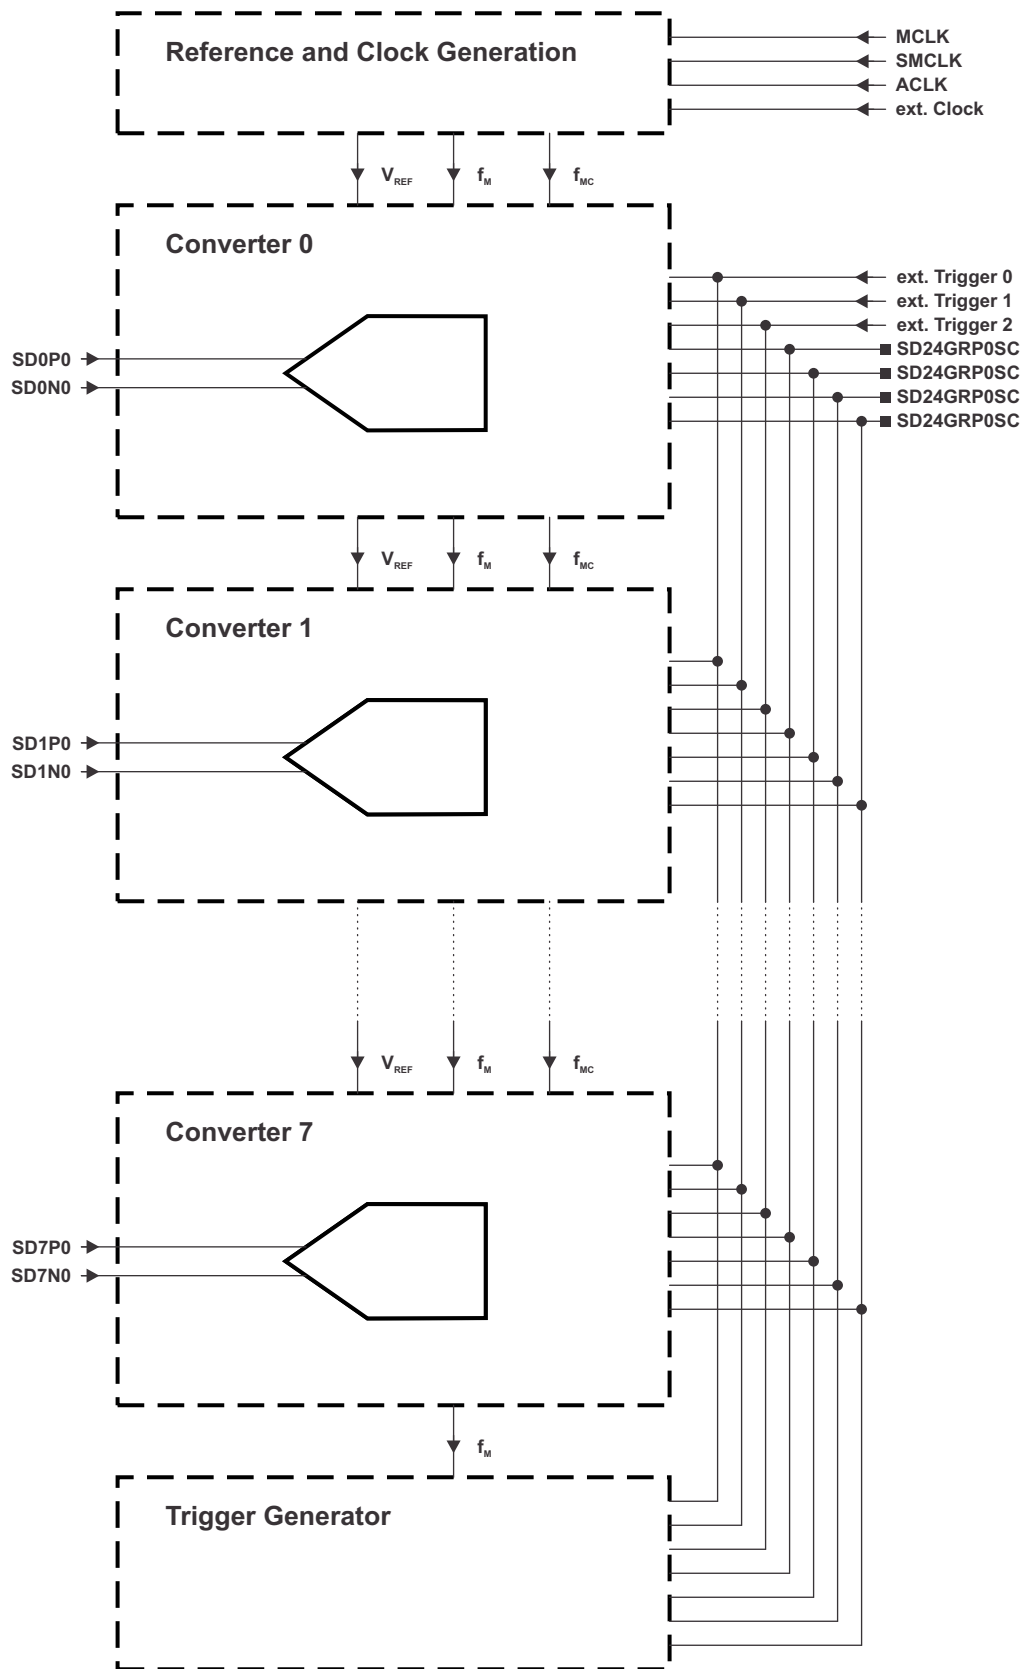 Reference and Clock Generation
MCLK
SMCLK
ACLK
ext. Clock
VREF
fM
fMC
Converter 0
ext. Trigger 0
ext. Trigger 1
ext. Trigger 2
SD24GRP0SC
SD24GRP0SC
SD24GRP0SC
SD24GRP0SC
SD0P0
SD0N0
VREF
fM
fMC
Converter 1
SD1P0
SD1N0
VREF
fM
fMC
Converter 7
SD7P0
SD7N0
fM
Trigger Generator